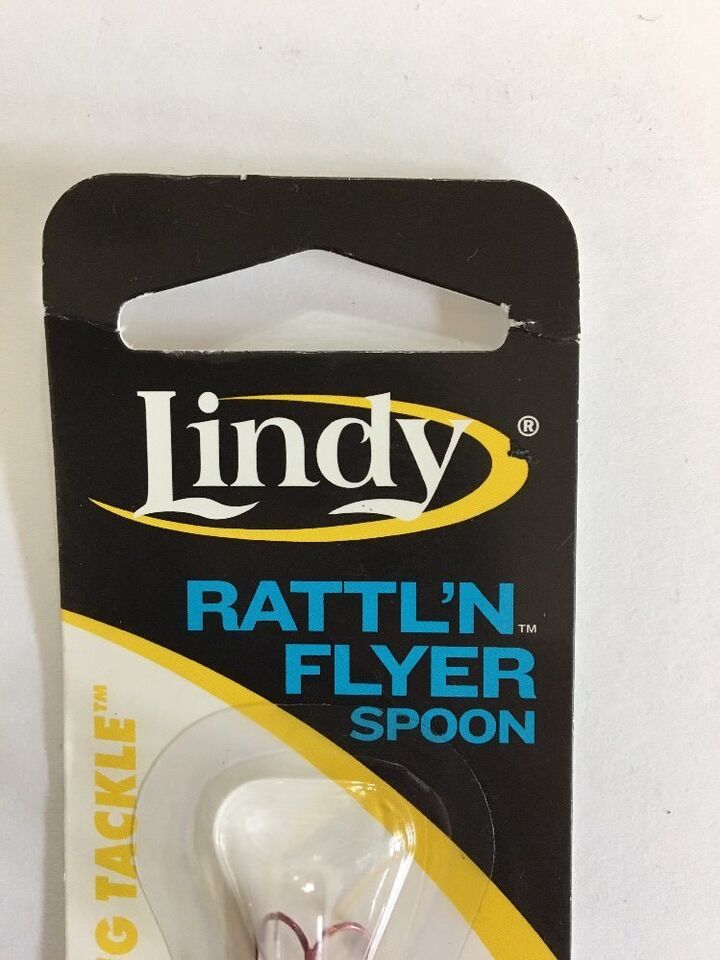 Lindy®
RATTL'N™
FLYER
SPOON
G TACKLE™